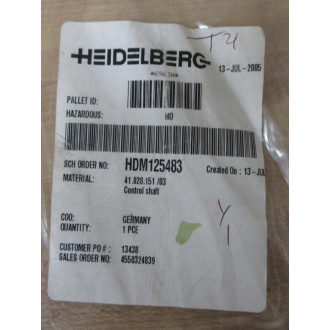 HEIDELBERG
T4
13-JUL-2005
PALLET ID:
HAZARDOUS: NO
SCH ORDER NO: HDM125483 Created On : 13-JUL
MATERIAL: 41.020.151 /03
Control shaft
Y
1
COO: GERMANY
QUANTITY: 1 PCE
CUSTOMER PO # : 13438
SALES ORDER NO: 4550324839